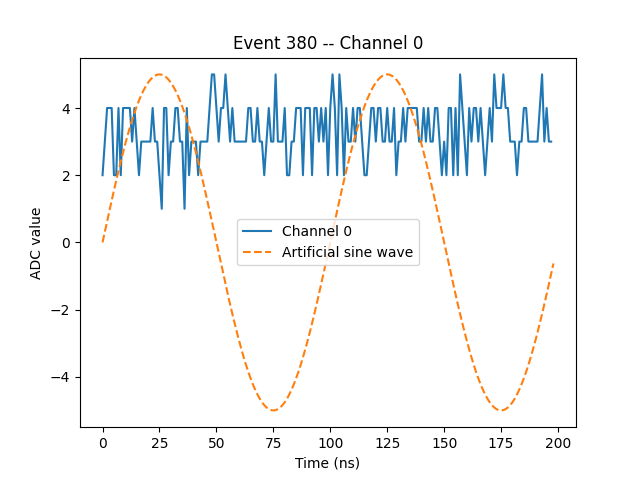 Event 380 -- Channel 0
ADC value
4
2
0
−2
−4
Channel 0
Artificial sine wave
0 25 50 75 100 125 150 175 200
Time (ns)